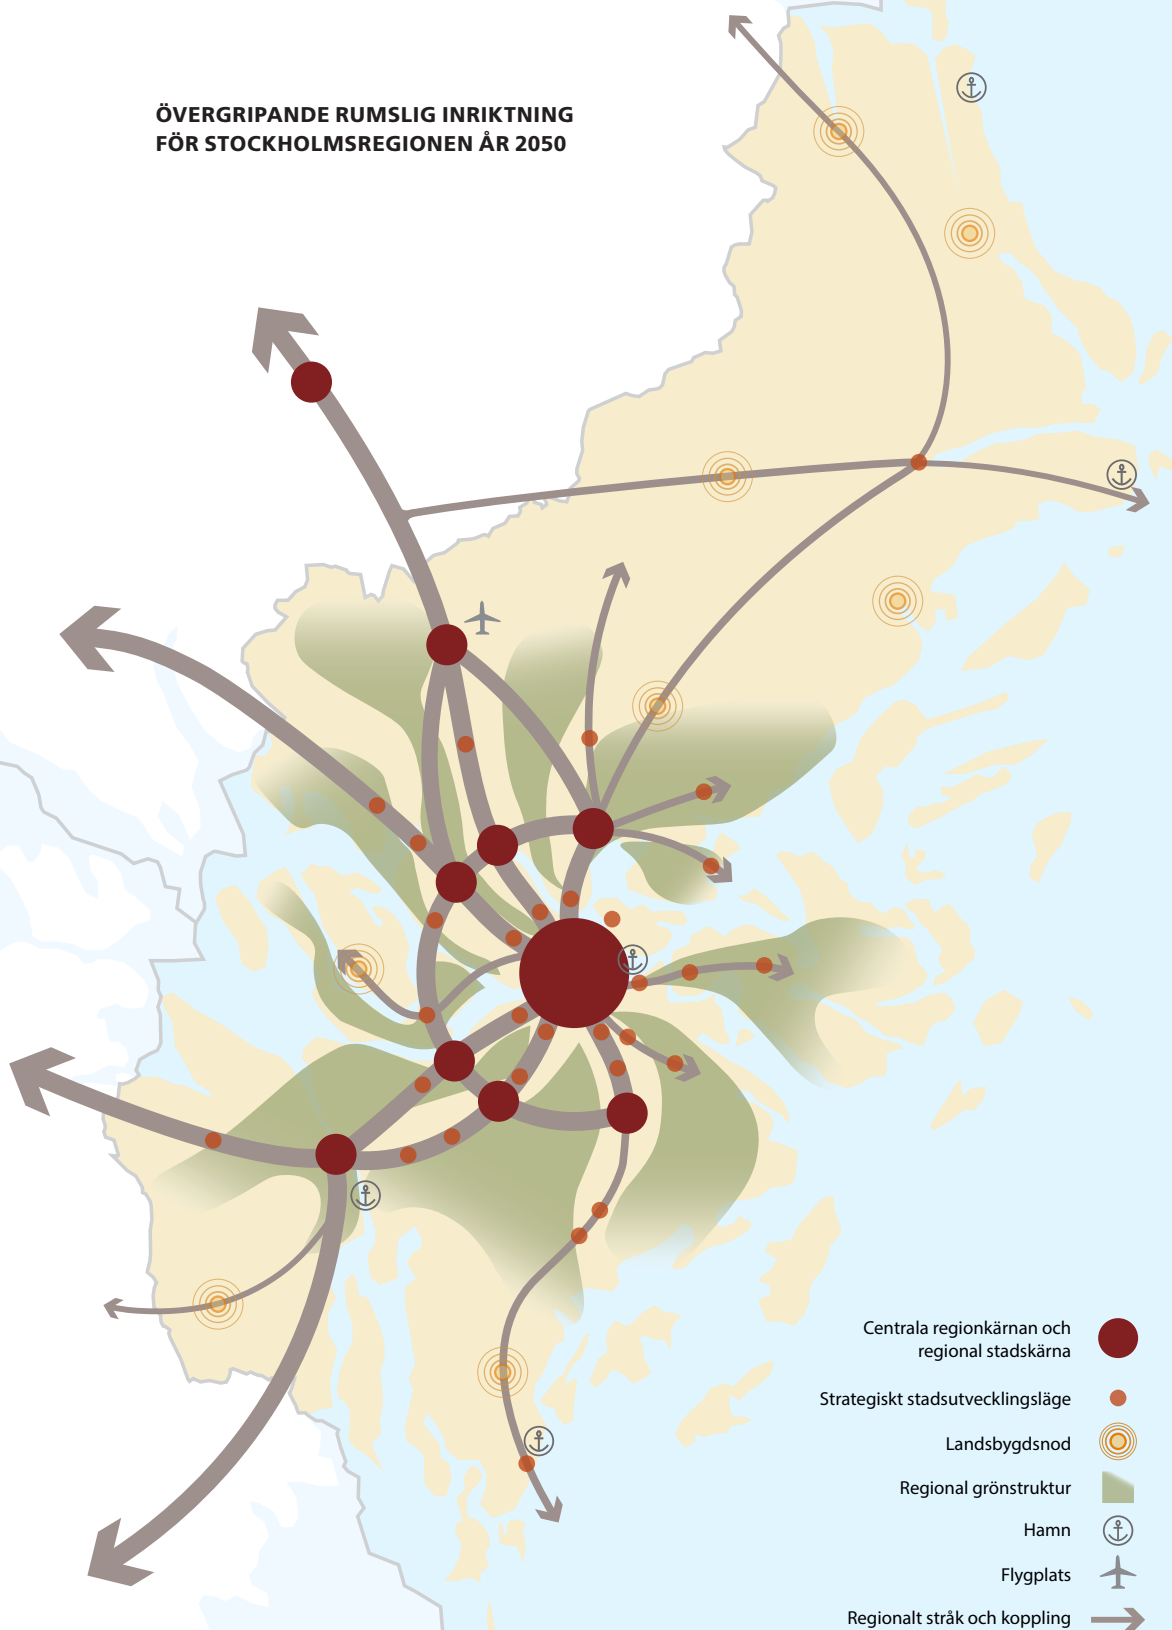 ÖVERGRIPANDE RUMSLIG INRIKTNING
FÖR STOCKHOLMSREGIONEN ÅR 2050
Centrala regionkärnan och
regional stadskärna
Strategiskt stadsutvecklingsläge
Landsbygdsnod
Regional grönstruktur
Hamn
Flygplats
Regionalt stråk och koppling